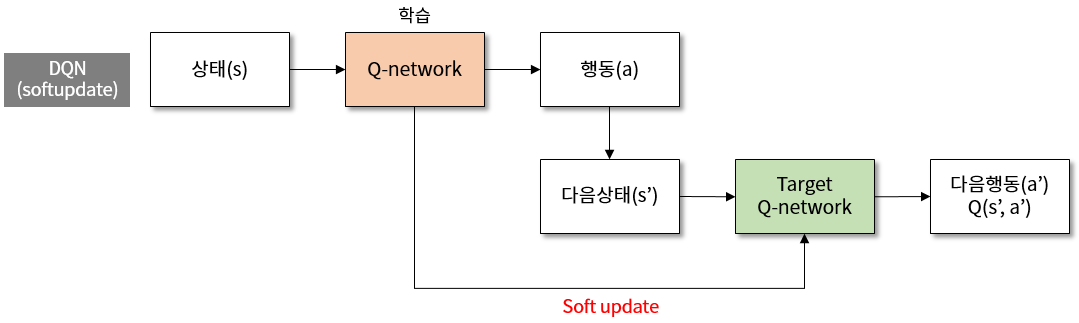 학습
DQN
(softupdate)
상태(s)
Q-network
행동(a)
다음상태(s’)
Target
Q-network
다음행동(a’)
Q(s’, a’)
Soft update